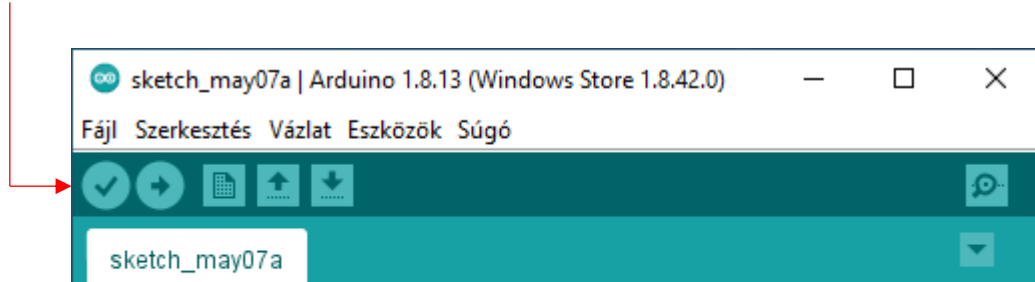 sketch_may07a | Arduino 1.8.13 (Windows Store 1.8.42.0)
Fájl Szerkesztés Vázlat Eszközök Súgó
sketch_may07a